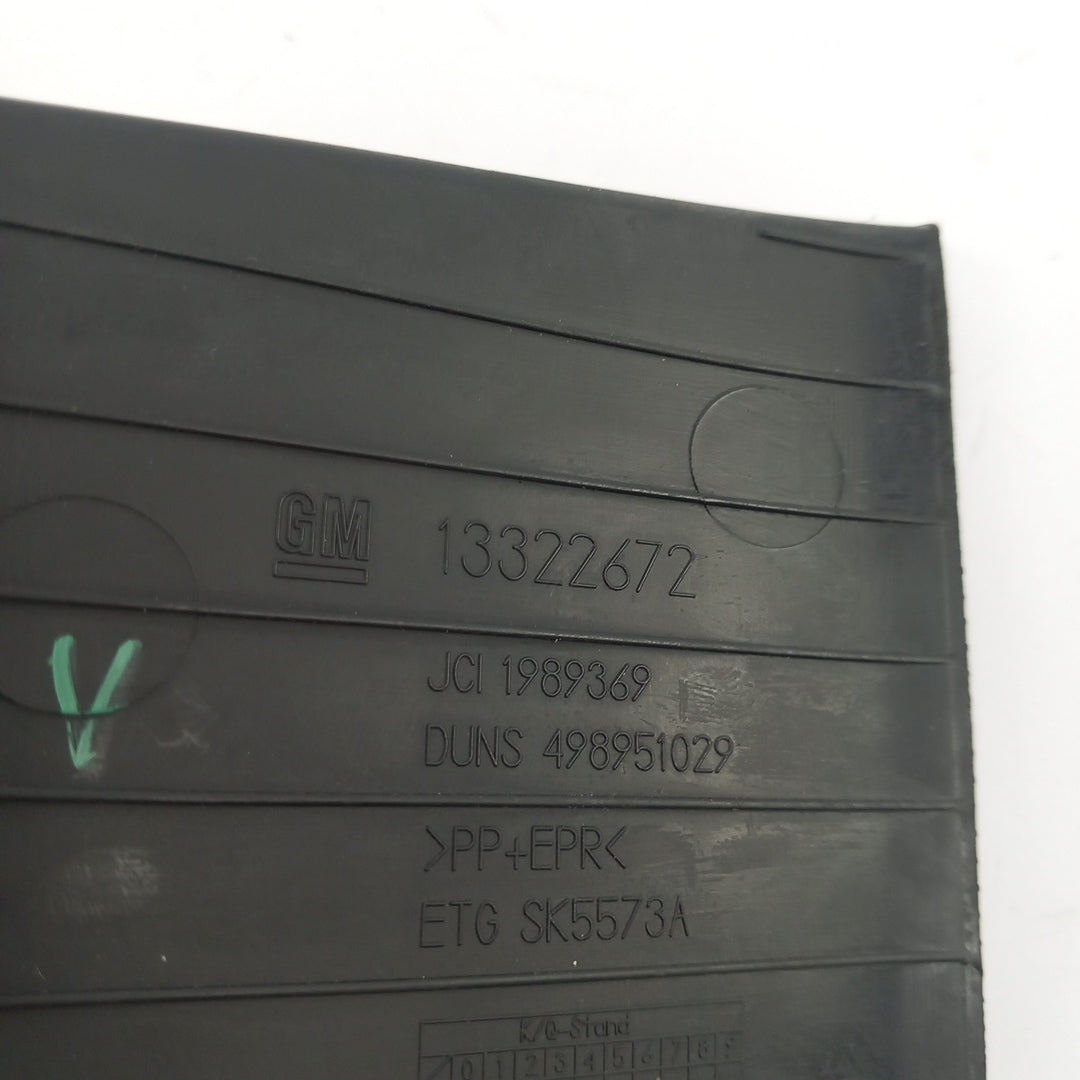 GM 13322672
JCI 1989369
DUNS 498951029
>PP+EPR<
ETG SK5573A
K/Q-Stand
0 1 2 3 4 5 6 7 8 9